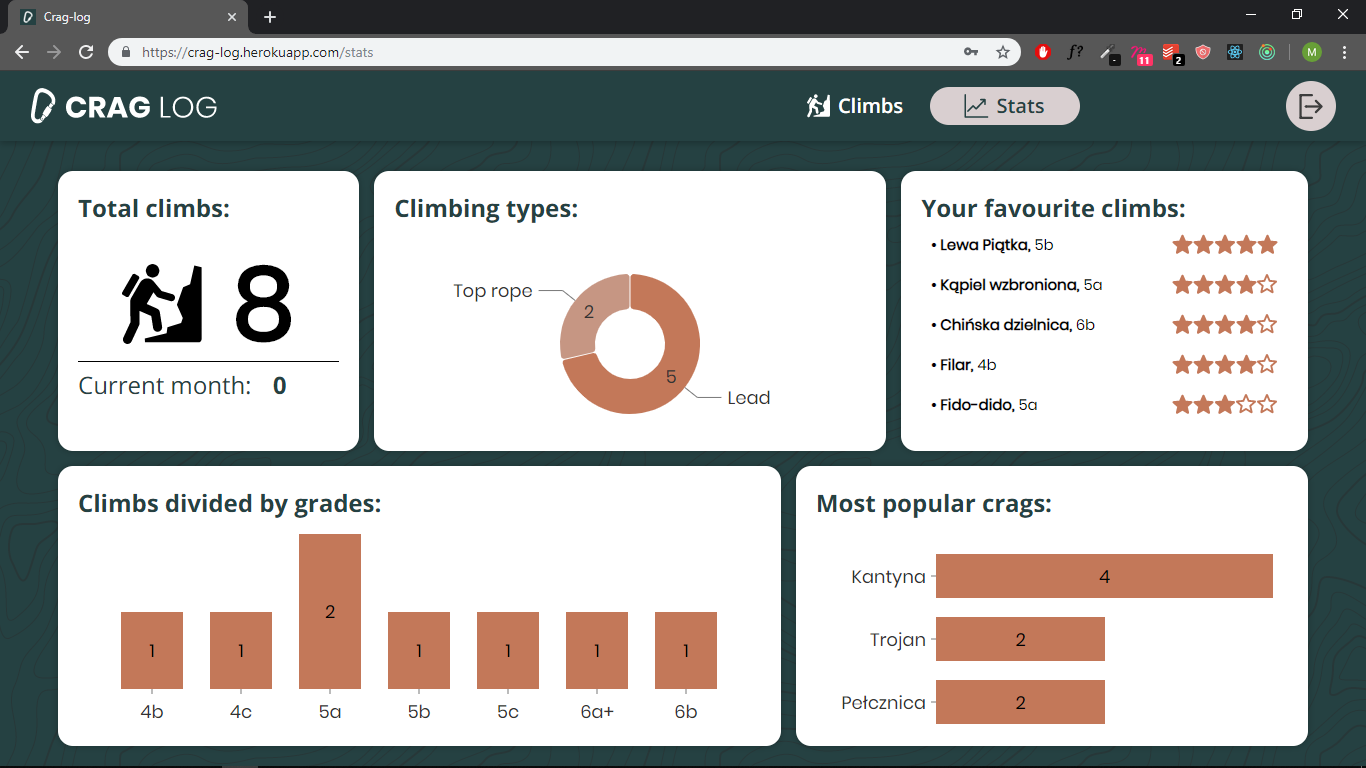 Crag-log
https://crag-log.herokuapp.com/stats
f?
11
2
M
CRAG LOG
Climbs
Stats
Total climbs:
8
Current month: 0
Climbing types:
Top rope
2
5
Lead
Your favourite climbs:
• Lewa Piątka, 5b
• Kąpiel wzbroniona, 5a
• Chińska dzielnica, 6b
• Filar, 4b
• Fido-dido, 5a
Climbs divided by grades:
1 1 2 1 1 1 1
4b 4c 5a 5b 5c 6a+ 6b
Most popular crags:
Kantyna 4
Trojan 2
Pełcznica 2